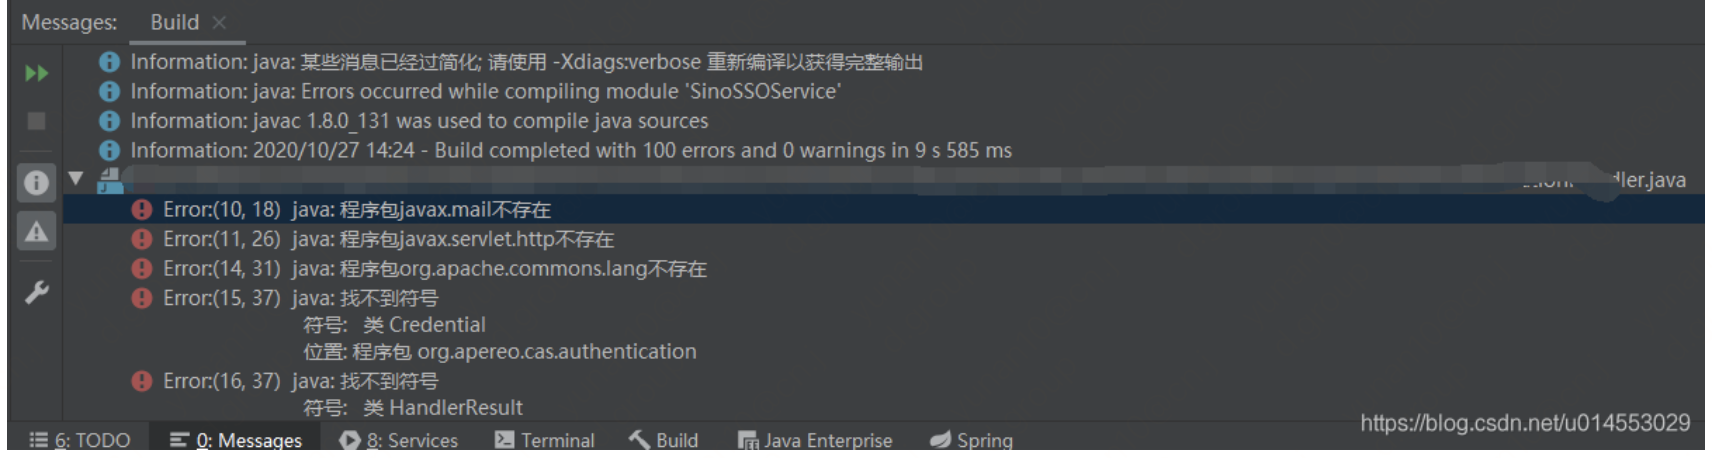 Messages: Build
Information: java: 某些消息已经过简化; 请使用 -Xdiags:verbose 重新编译以获得完整输出
Information: java: Errors occurred while compiling module 'SinoSSOService'
Information: javac 1.8.0_131 was used to compile java sources
Information: 2020/10/27 14:24 - Build completed with 100 errors and 0 warnings in 9 s 585 ms
dler.java
Error:(10, 18) java: 程序包javax.mail不存在
Error:(11, 26) java: 程序包javax.servlet.http不存在
Error:(14, 31) java: 程序包org.apache.commons.lang不存在
Error:(15, 37) java: 找不到符号
符号: 类 Credential
位置: 程序包 org.apereo.cas.authentication
Error:(16, 37) java: 找不到符号
符号: 类 HandlerResult
https://blog.csdn.net/u014553029
6: TODO 0: Messages 8: Services Terminal Build Java Enterprise Spring